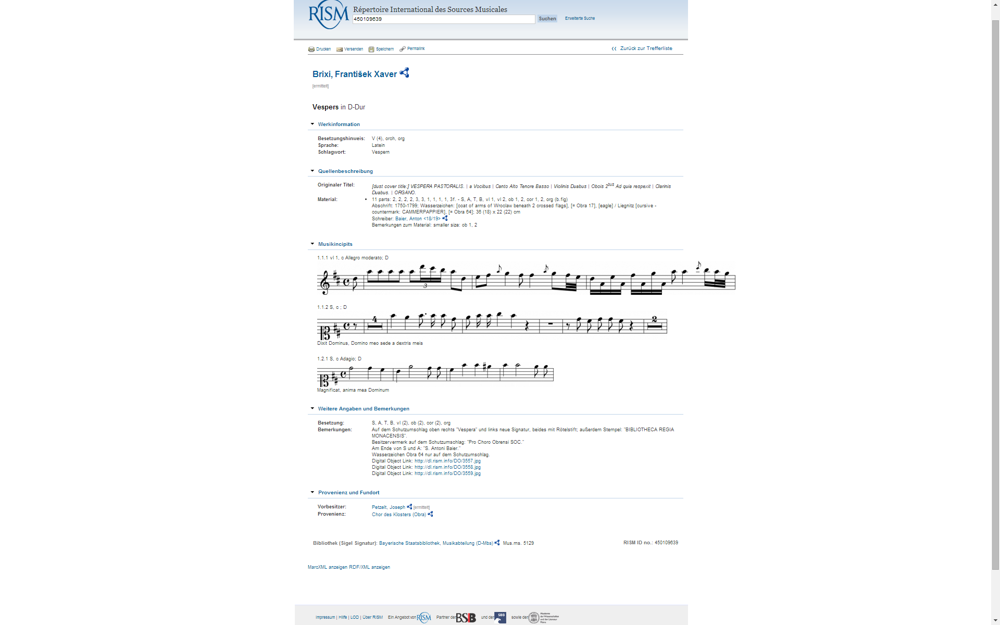 RISM Répertoire International des Sources Musicales
450109639 Suchen Erweiterte Suche
Drucken Versenden Speichern Permalink Zurück zur Trefferliste
Brixi, František Xaver
[ermittelt]
Vespers in D-Dur
Werkinformation
Besetzungshinweis: V (4), orch, org
Sprache: Latein
Schlagwort: Vespern
Quellenbeschreibung
Originaler Titel: [dust cover title:] VESPERA PASTORALIS. | a Vocibus | Canto Alto Tenore Basso | Violinis Duabus | Obois 2bus Ad quia respexit | Clarinis
Duabus. | ORGANO.
Material: • 11 parts: 2, 2, 2, 2, 3, 3, 1, 1, 1, 1, 3f. - S, A, T, B, vl 1, vl 2, ob 1, 2, cor 1, 2, org (b.fig)
Abschrift: 1750-1799; Wasserzeichen: [coat of arms of Wroclaw beneath 2 crossed flags], [= Obra 17], [eagle] / Liegnitz [cursive -
countermark: CAMMERPAPPIER], [= Obra 64]; 36 (18) x 22 (22) cm
Schreiber: Baier, Anton <18/19>
Bemerkungen zum Material: smaller size: ob 1, 2
Musikincipits
1.1.1 vl 1, c Allegro moderato; D
3
1.1.2 S, c ; D
4 2
Dixit Dominus, Domino meo sede a dextris meis
1.2.1 S, c Adagio; D
Magnificat, anima mea Dominum
Weitere Angaben und Bemerkungen
Besetzung: S, A, T, B, vl (2), ob (2), cor (2), org
Bemerkungen: Auf dem Schutzumschlag oben rechts "Vespera" und links neue Signatur, beides mit Rötelstift; außerdem Stempel: "BIBLIOTHECA REGIA
MONACENSIS".
Besitzervermerk auf dem Schutzumschlag: "Pro Choro Obrensi SOC."
Am Ende von S und A: "S. Antoni Baier."
Wasserzeichen Obra 64 nur auf dem Schutzumschlag.
Digital Object Link: http://dl.rism.info/DO/3557.jpg
Digital Object Link: http://dl.rism.info/DO/3558.jpg
Digital Object Link: http://dl.rism.info/DO/3559.jpg
Provenienz und Fundort
Vorbesitzer: Petzelt, Joseph [ermittelt]
Provenienz: Chor des Klosters (Obra)
Bibliothek (Sigel Signatur): Bayerische Staatsbibliothek, Musikabteilung (D-Mbs) Mus.ms. 5129 RISM ID no.: 450109639
MarcXML anzeigen RDF/XML anzeigen
Impressum | Hilfe | LOD | Über RISM Ein Angebot von RISM Partner der BSB und der SBB sowie der Akademie der Wissenschaften und der Literatur Mainz